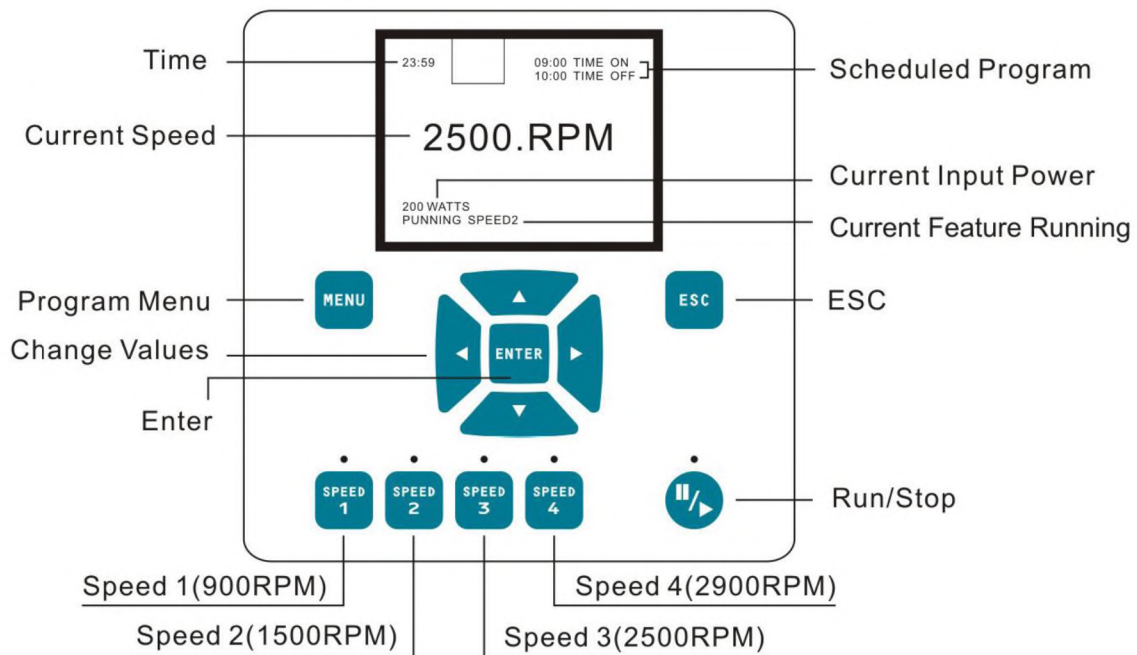 Time
23:59
09:00 TIME ON
10:00 TIME OFF
Scheduled Program
Current Speed
2500.RPM
Current Input Power
200 WATTS
PUNNING SPEED2
Current Feature Running
Program Menu
MENU
ESC
ESC
Change Values
ENTER
Enter
SPEED 1
SPEED 2
SPEED 3
SPEED 4
Run/Stop
Speed 1(900RPM)
Speed 4(2900RPM)
Speed 2(1500RPM)
Speed 3(2500RPM)